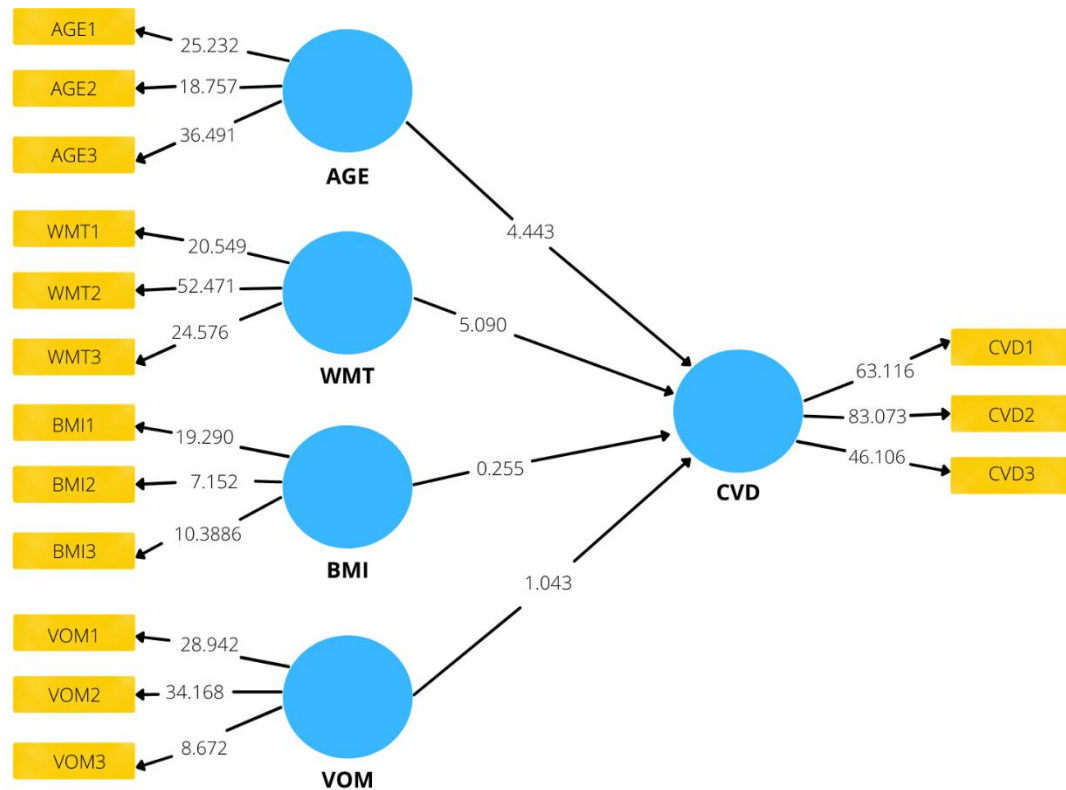 AGE1
25.232
AGE2
18.757
AGE3
36.491
AGE
4.443
WMT1
20.549
WMT2
52.471
WMT3
24.576
WMT
5.090
BMI1
19.290
BMI2
7.152
BMI3
10.3886
BMI
0.255
VOM1
28.942
VOM2
34.168
VOM3
8.672
VOM
1.043
CVD
63.116
CVD1
83.073
CVD2
46.106
CVD3